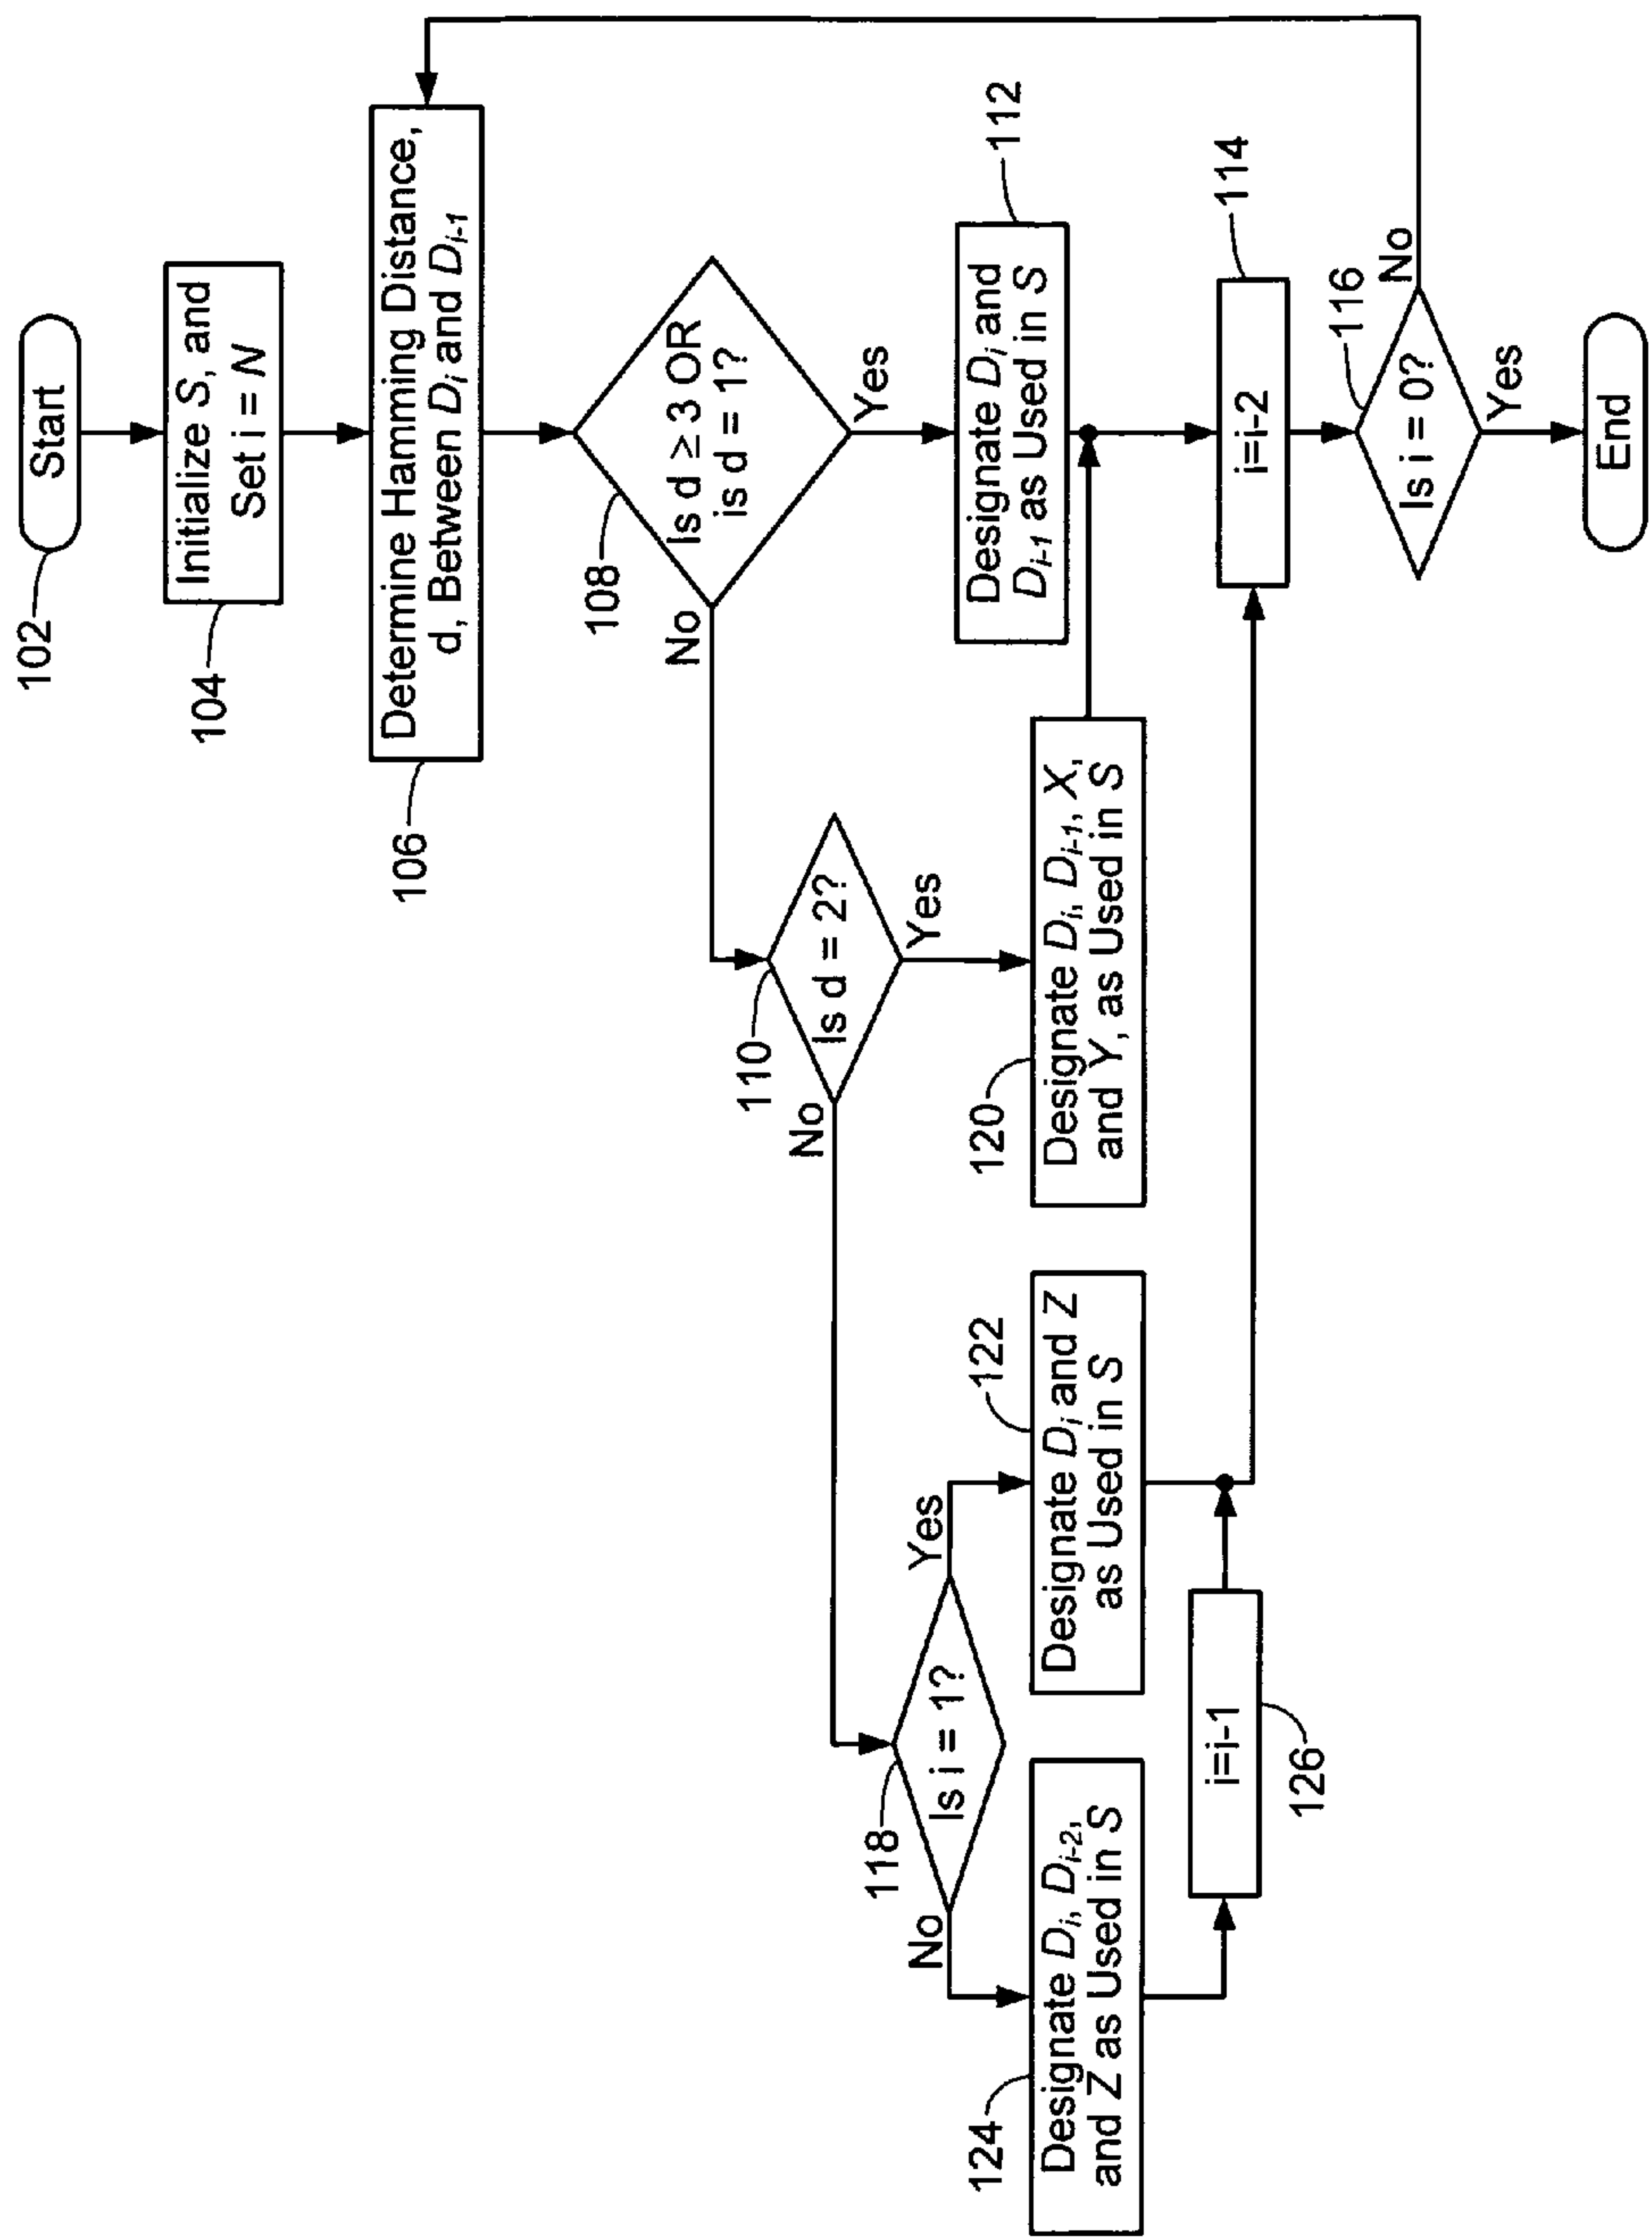 Start
102
Initialize S, and
Set i = N
104
Determine Hamming Distance,
d, Between Di and Di-1
106
Is d ≥ 3 OR
is d = 1?
108
No
Yes
Designate Di and
Di-1 as Used in S
112
Is d = 2?
110
No
Yes
Designate Di, Di-1, X,
and Y, as Used in S
120
Is i = 1?
118
No
Yes
Designate Di and Z
as Used in S
122
Designate Di, Di-2,
and Z as Used in S
124
i=i-1
126
i=i-2
114
Is i = 0?
116
No
Yes
End